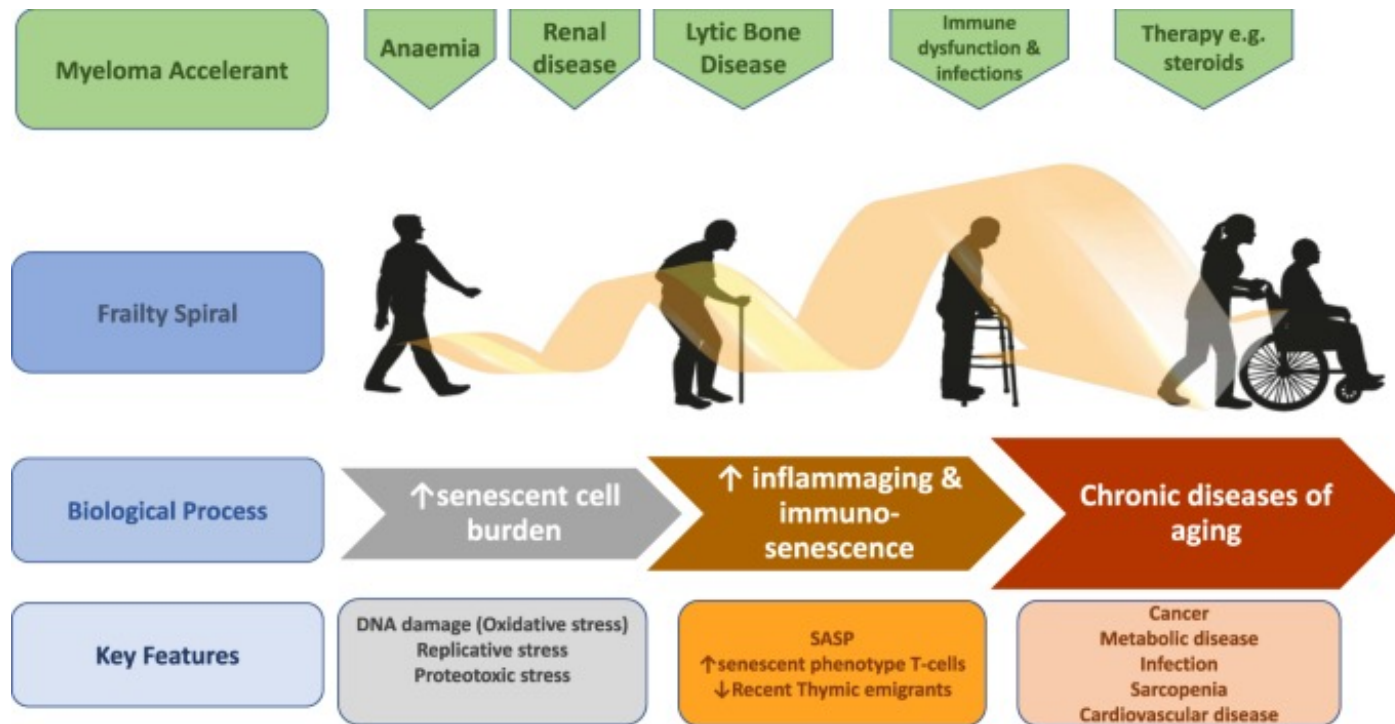 Myeloma Accelerant
Anaemia
Renal
disease
Lytic Bone
Disease
Immune
dysfunction &
infections
Therapy e.g.
steroids
Frailty Spiral
Biological Process
↑senescent cell
burden
↑ inflammaging &
immuno-
senescence
Chronic diseases of
aging
Key Features
DNA damage (Oxidative stress)
Replicative stress
Proteotoxic stress
SASP
↑senescent phenotype T-cells
↓Recent Thymic emigrants
Cancer
Metabolic disease
Infection
Sarcopenia
Cardiovascular disease